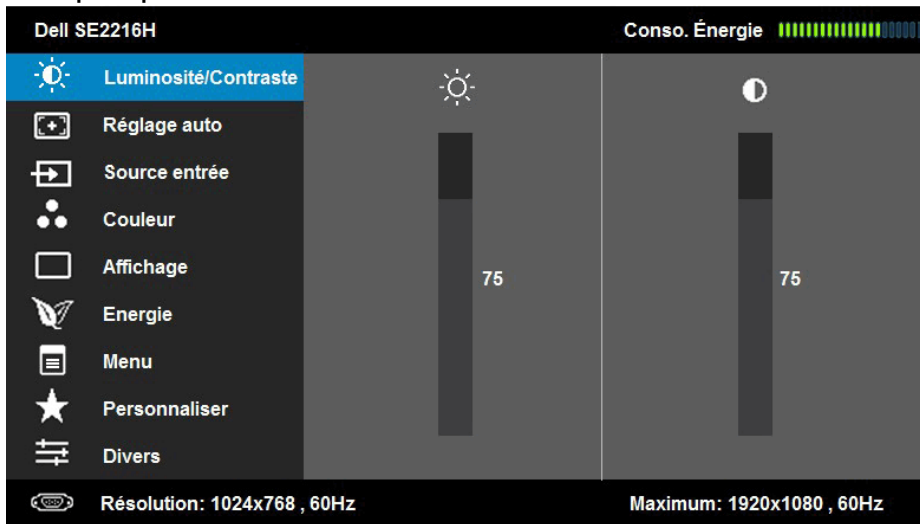 Dell SE2216H
Conso. Énergie
Luminosité/Contraste
Réglage auto
Source entrée
Couleur
Affichage
Energie
Menu
Personnaliser
Divers
75
75
Résolution: 1024x768 , 60Hz
Maximum: 1920x1080 , 60Hz